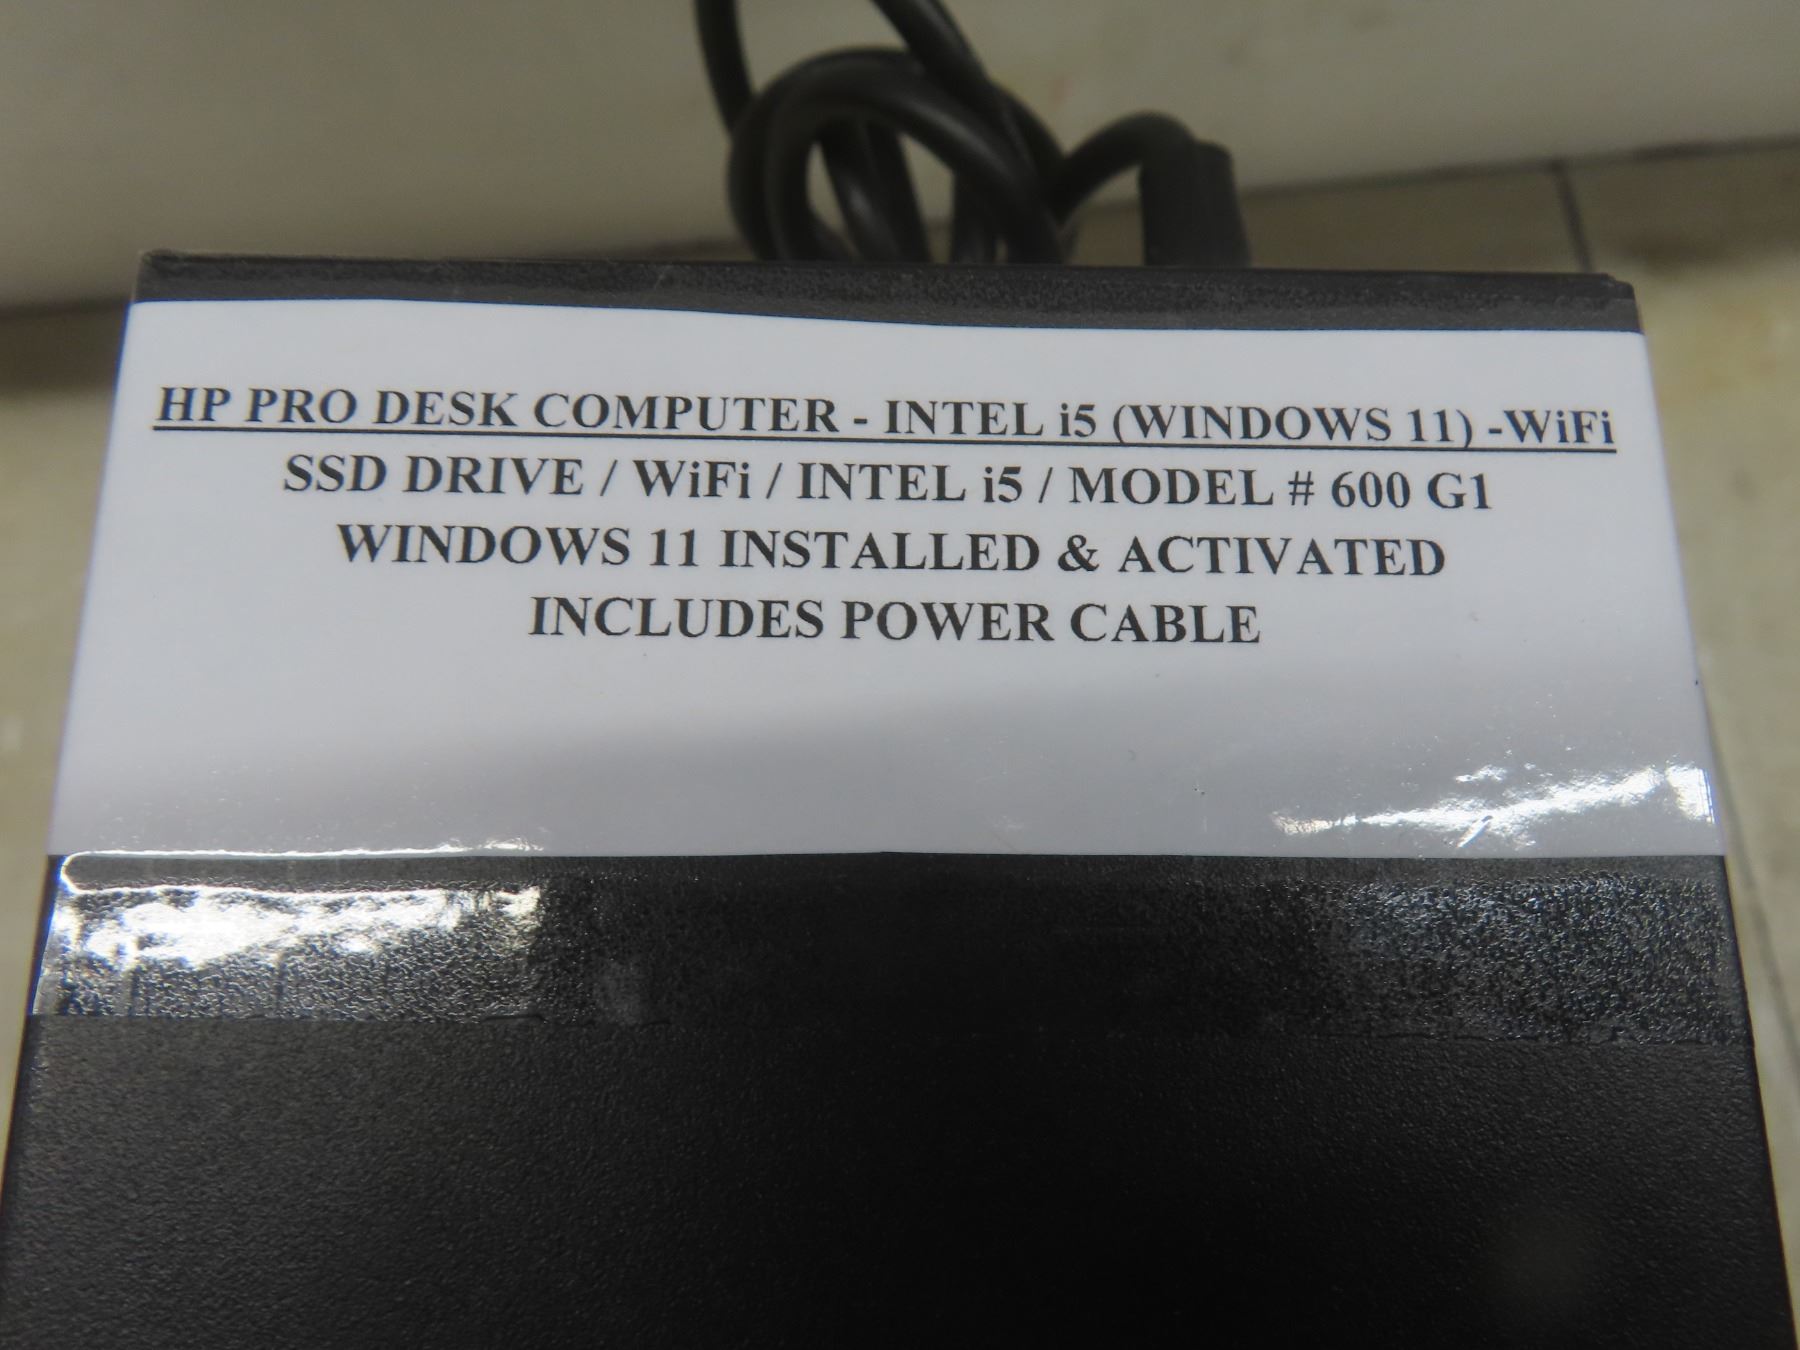 HP PRO DESK COMPUTER - INTEL i5 (WINDOWS 11) -WiFi
SSD DRIVE / WiFi / INTEL i5 / MODEL # 600 G1
WINDOWS 11 INSTALLED & ACTIVATED
INCLUDES POWER CABLE